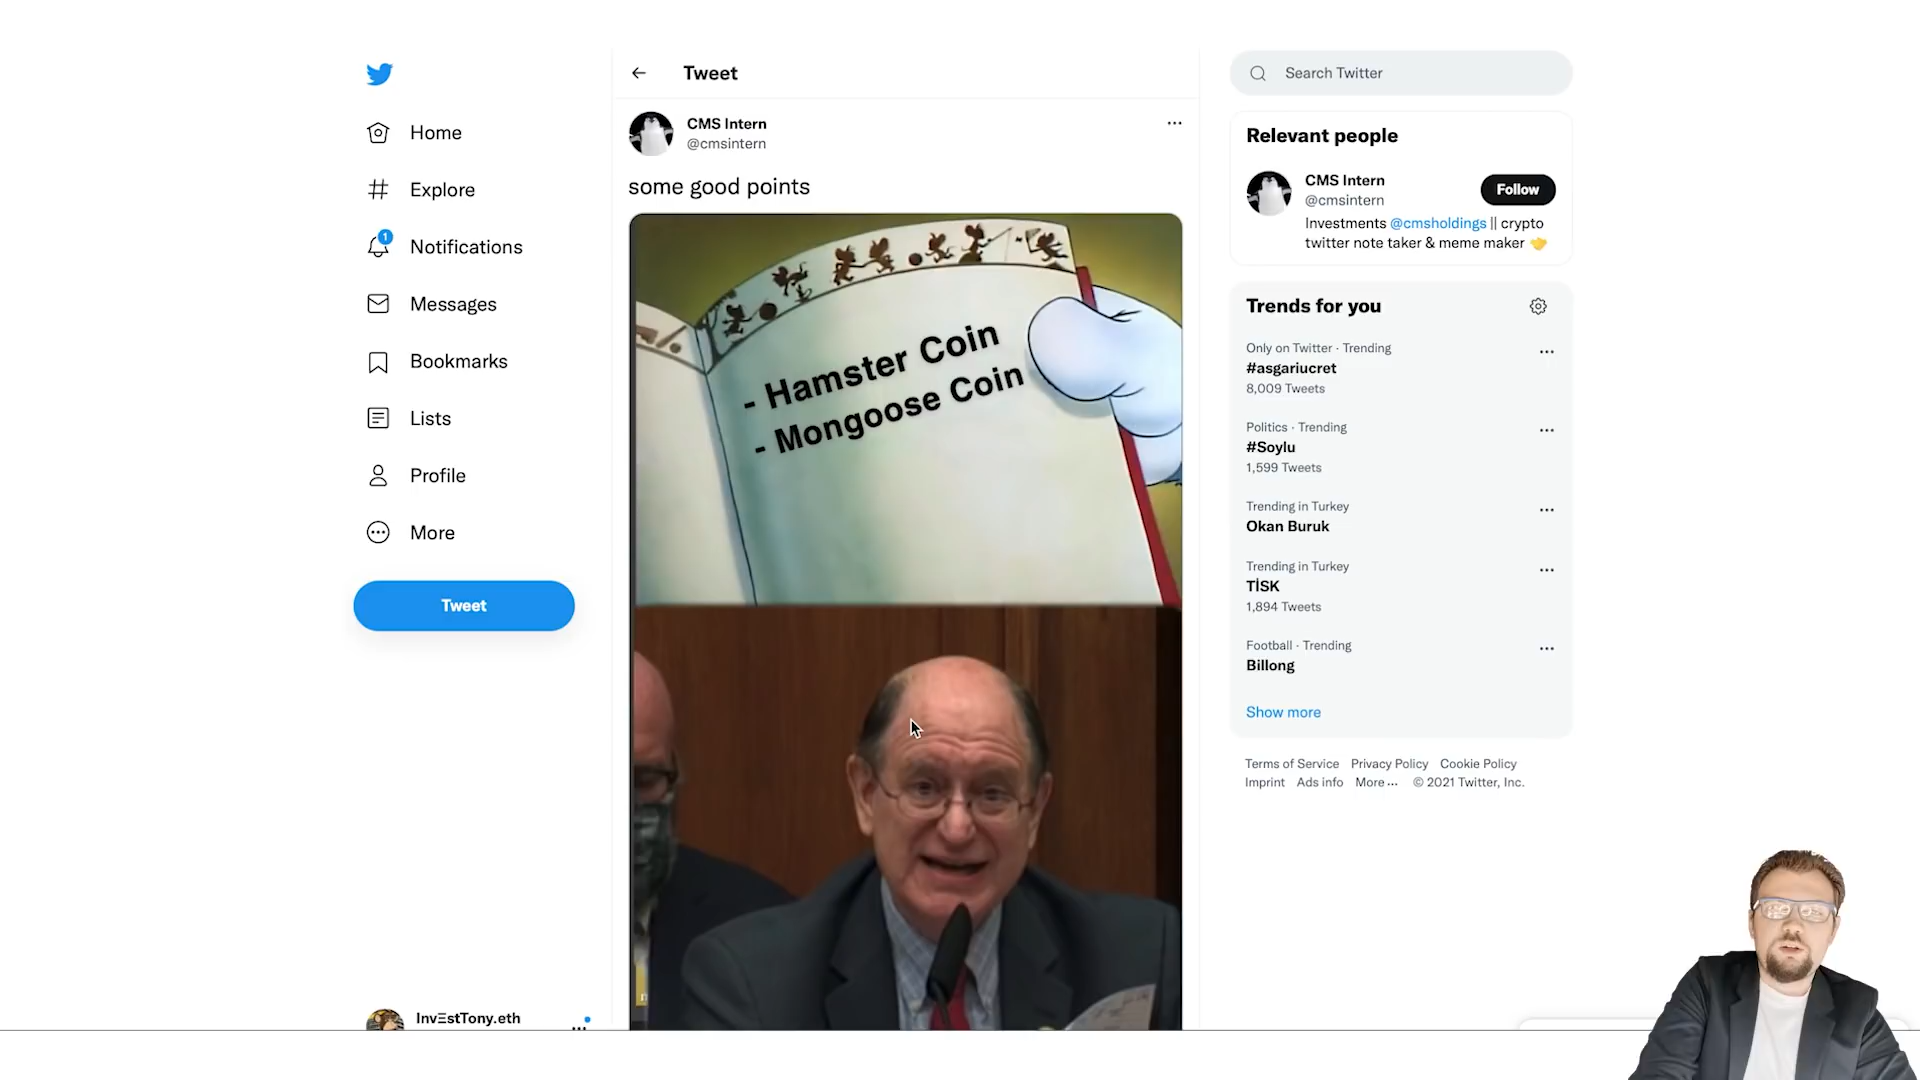 Home
Explore
1
Notifications
Messages
Bookmarks
Lists
Profile
More
Tweet
InvΞstTony.eth
Tweet
CMS Intern
@cmsintern
some good points
- Hamster Coin
- Mongoose Coin
Search Twitter
Relevant people
CMS Intern
@cmsintern
Follow
Investments @cmsholdings || crypto
twitter note taker & meme maker
Trends for you
Only on Twitter · Trending
#asgariucret
8,009 Tweets
Politics · Trending
#Soylu
1,599 Tweets
Trending in Turkey
Okan Buruk
Trending in Turkey
TİSK
1,894 Tweets
Football · Trending
Billong
Show more
Terms of Service Privacy Policy Cookie Policy
Imprint Ads info More ··· © 2021 Twitter, Inc.